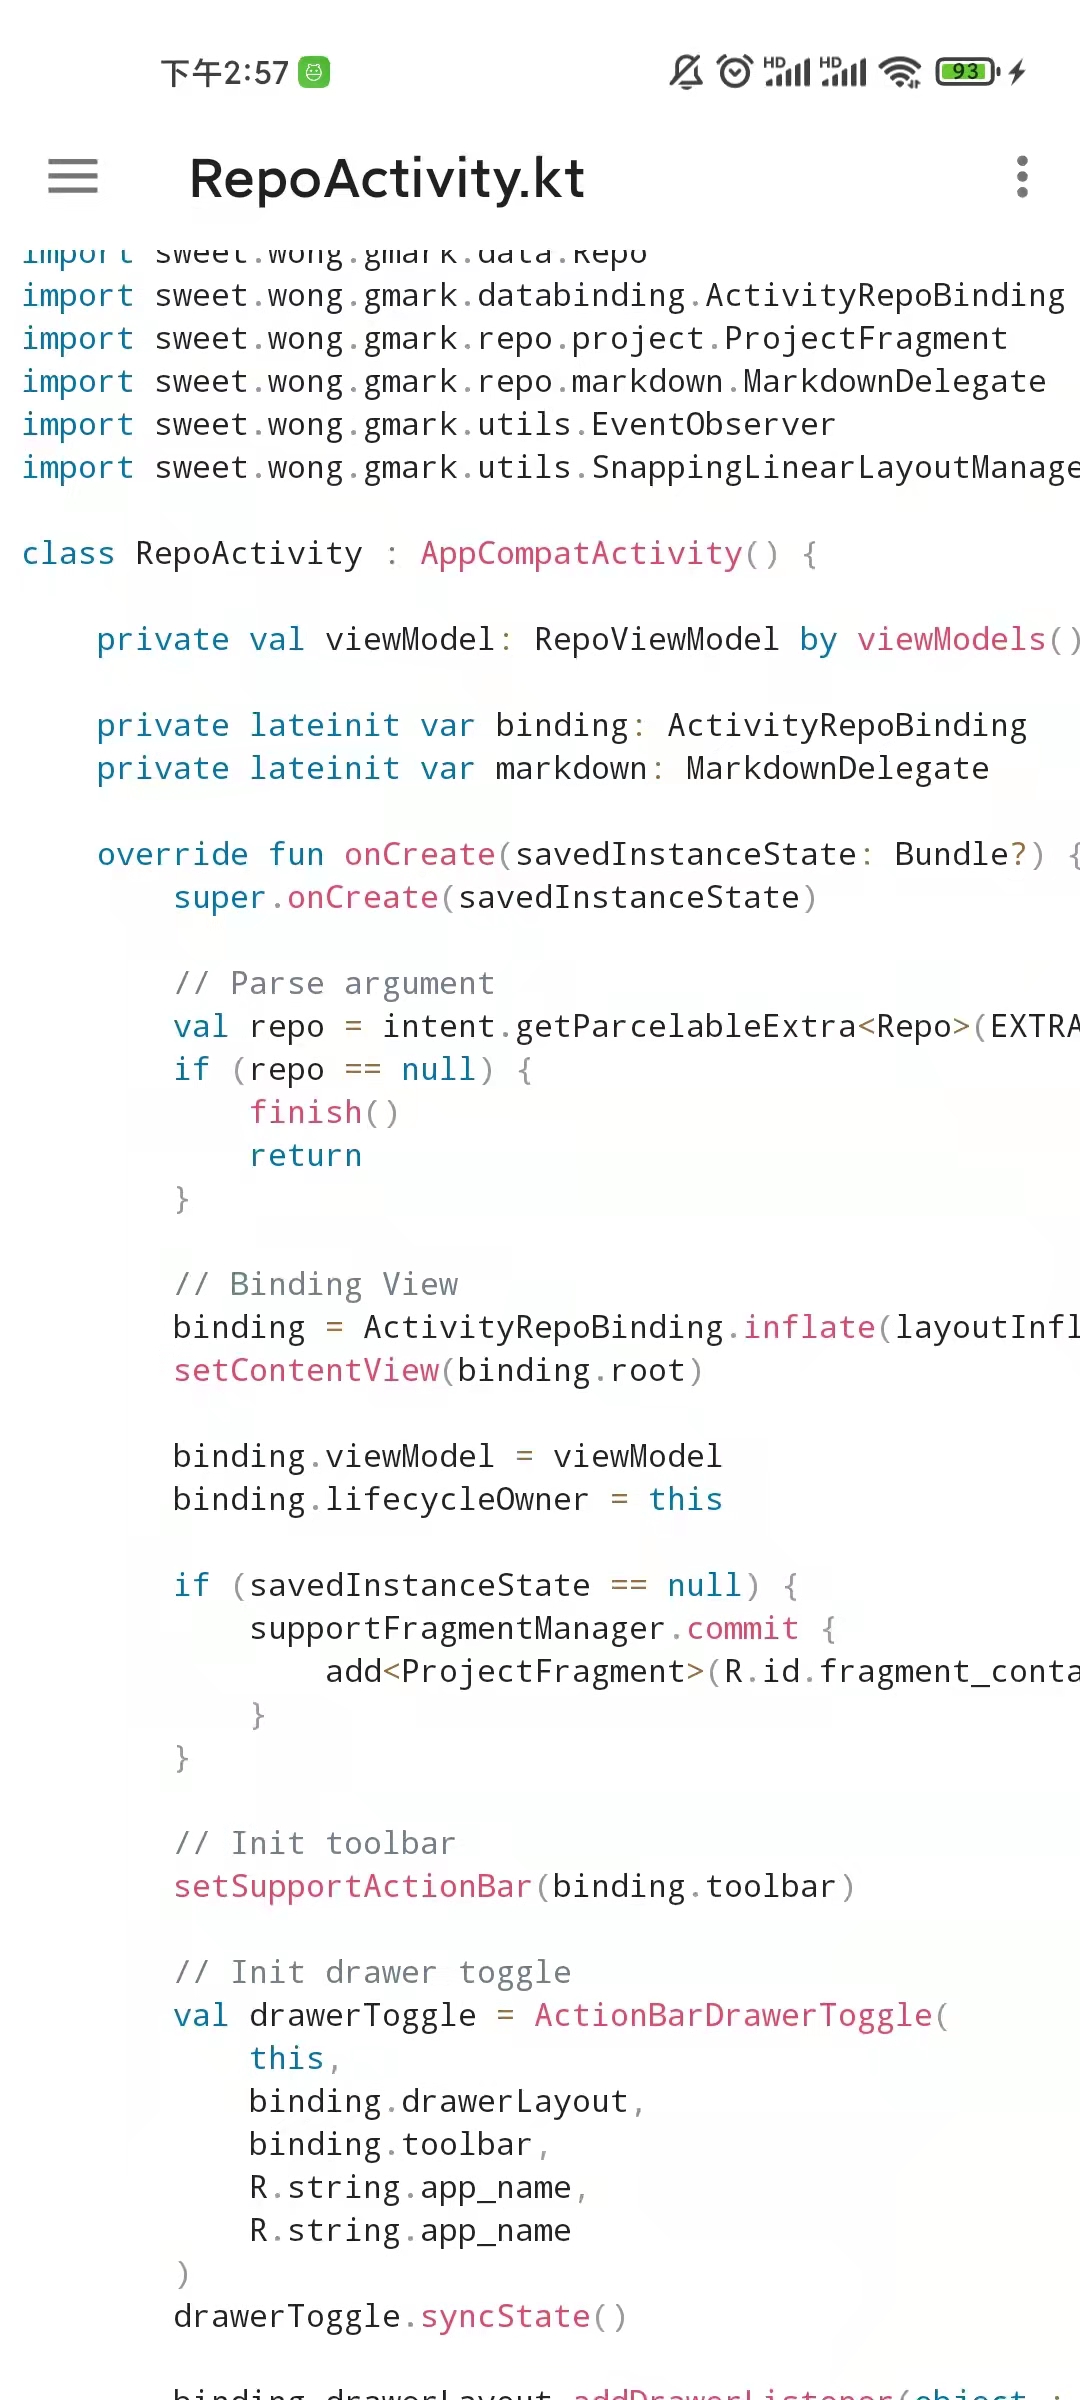 下午2:57
HD HD 93
RepoActivity.kt
import sweet.wong.gmark.data.Repo
import sweet.wong.gmark.databinding.ActivityRepoBinding
import sweet.wong.gmark.repo.project.ProjectFragment
import sweet.wong.gmark.repo.markdown.MarkdownDelegate
import sweet.wong.gmark.utils.EventObserver
import sweet.wong.gmark.utils.SnappingLinearLayoutManage
class RepoActivity : AppCompatActivity() {
    private val viewModel: RepoViewModel by viewModels()
    private lateinit var binding: ActivityRepoBinding
    private lateinit var markdown: MarkdownDelegate
    override fun onCreate(savedInstanceState: Bundle?) {
        super.onCreate(savedInstanceState)
        // Parse argument
        val repo = intent.getParcelableExtra<Repo>(EXTRA
        if (repo == null) {
            finish()
            return
        }
        // Binding View
        binding = ActivityRepoBinding.inflate(layoutInfl
        setContentView(binding.root)
        binding.viewModel = viewModel
        binding.lifecycleOwner = this
        if (savedInstanceState == null) {
            supportFragmentManager.commit {
                add<ProjectFragment>(R.id.fragment_conta
            }
        }
        // Init toolbar
        setSupportActionBar(binding.toolbar)
        // Init drawer toggle
        val drawerToggle = ActionBarDrawerToggle(
            this,
            binding.drawerLayout,
            binding.toolbar,
            R.string.app_name,
            R.string.app_name
        )
        drawerToggle.syncState()
        binding.drawerLayout.addDrawerListener(object :